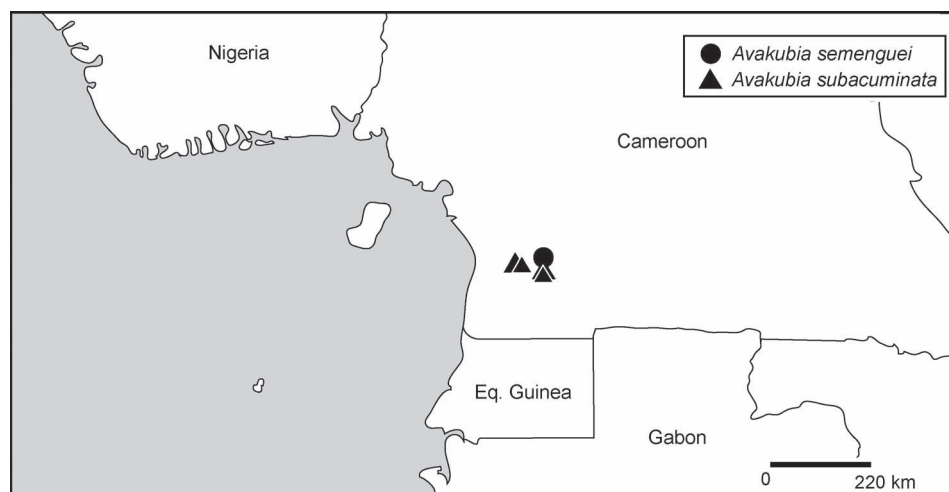 Nigeria
Avakubia semenguei
Avakubia subacuminata
Cameroon
Eq. Guinea
Gabon
0 220 km